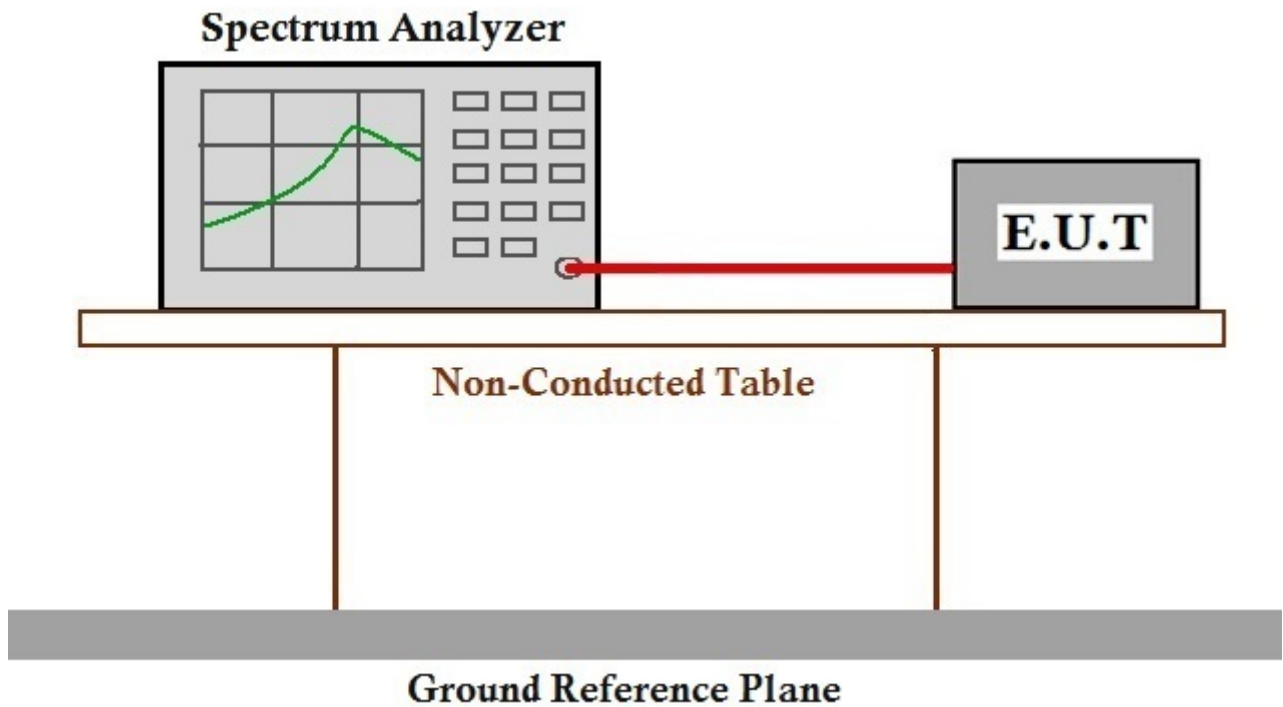 Spectrum Analyzer
E.U.T
Non-Conducted Table
Ground Reference Plane